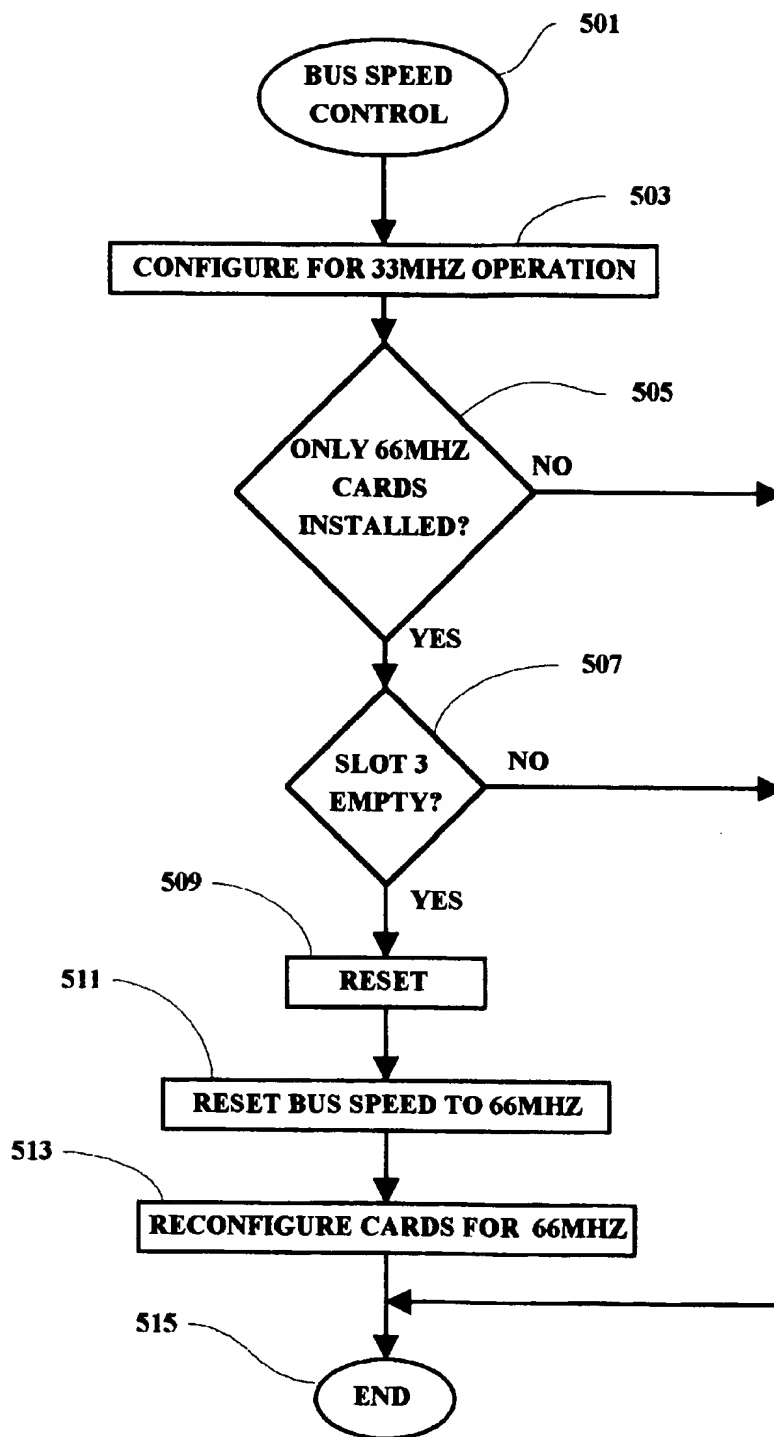 501
BUS SPEED
CONTROL
503
CONFIGURE FOR 33MHZ OPERATION
505
ONLY 66MHZ
CARDS
INSTALLED?
NO
YES
507
SLOT 3
EMPTY?
NO
YES
509
RESET
511
RESET BUS SPEED TO 66MHZ
513
RECONFIGURE CARDS FOR 66MHZ
515
END